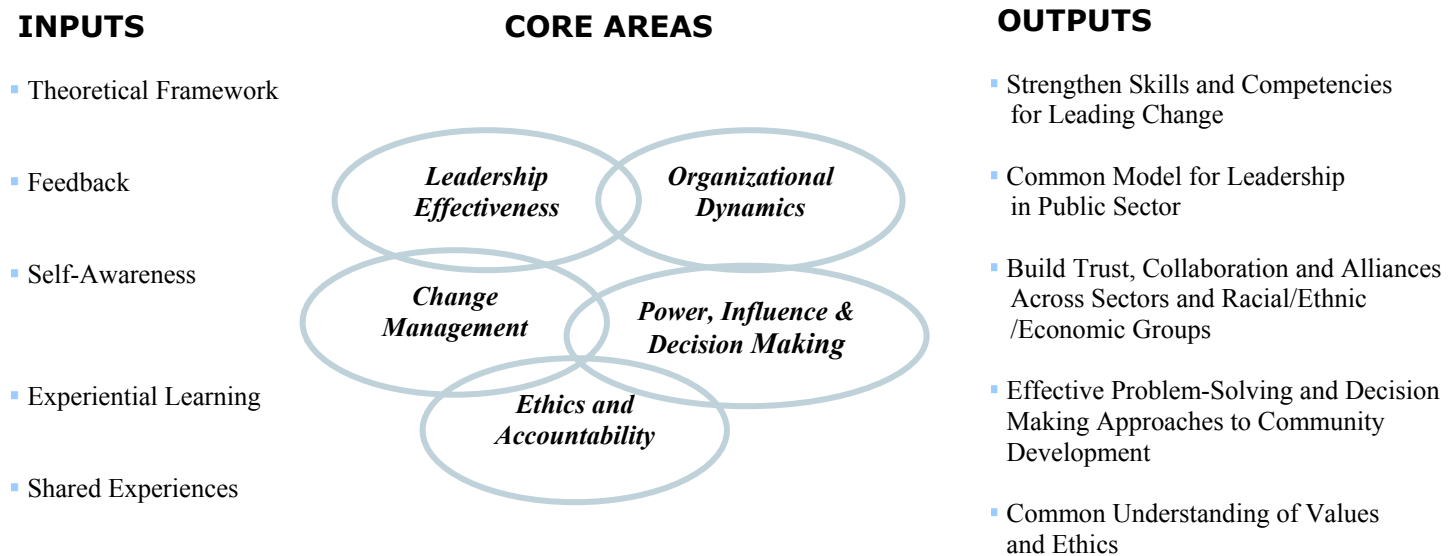 INPUTS
▪ Theoretical Framework
▪ Feedback
▪ Self-Awareness
▪ Experiential Learning
▪ Shared Experiences
CORE AREAS
Leadership
Effectiveness
Organizational
Dynamics
Change
Management
Power, Influence &
Decision Making
Ethics and
Accountability
OUTPUTS
▪ Strengthen Skills and Competencies
for Leading Change
▪ Common Model for Leadership
in Public Sector
▪ Build Trust, Collaboration and Alliances
Across Sectors and Racial/Ethnic
/Economic Groups
▪ Effective Problem-Solving and Decision
Making Approaches to Community
Development
▪ Common Understanding of Values
and Ethics